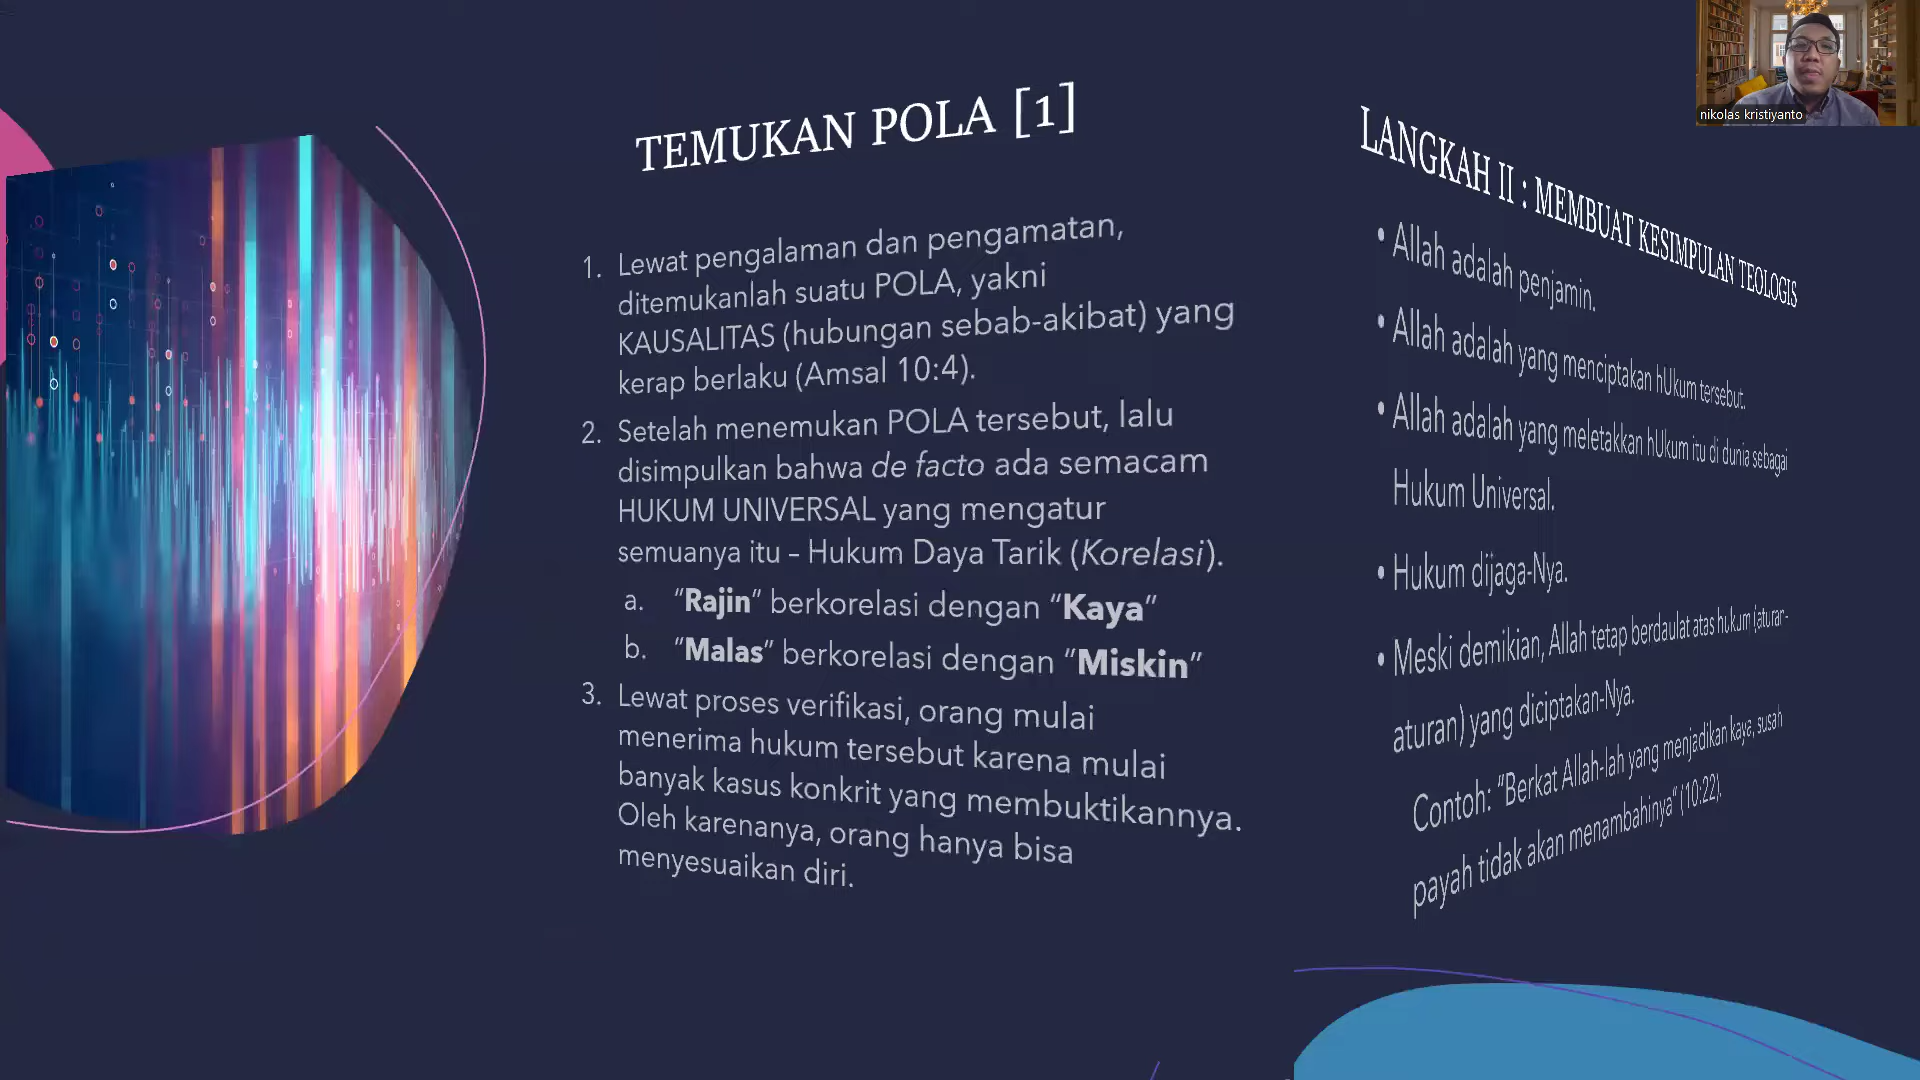 TEMUKAN POLA [1]
1. Lewat pengalaman dan pengamatan,
ditemukanlah suatu POLA, yakni
KAUSALITAS (hubungan sebab-akibat) yang
kerap berlaku (Amsal 10:4).
2. Setelah menemukan POLA tersebut, lalu
disimpulkan bahwa de facto ada semacam
HUKUM UNIVERSAL yang mengatur
semuanya itu – Hukum Daya Tarik (Korelasi).
a. “Rajin” berkorelasi dengan “Kaya”
b. “Malas” berkorelasi dengan “Miskin”
3. Lewat proses verifikasi, orang mulai
menerima hukum tersebut karena mulai
banyak kasus konkrit yang membuktikannya.
Oleh karenanya, orang hanya bisa
menyesuaikan diri.
LANGKAH II : MEMBUAT KESIMPULAN TEOLOGIS
• Allah adalah penjamin.
• Allah adalah yang menciptakan hUkum tersebut.
• Allah adalah yang meletakkan hUkum itu di dunia sebagai
Hukum Universal.
• Hukum dijaga-Nya.
• Meski demikian, Allah tetap berdaulat atas hukum (aturan-
aturan) yang diciptakan-Nya.
Contoh: “Berkat Allah-lah yang menjadikan kaya, susah
payah tidak akan menambahinya” (10:22).
nikolas kristiyanto